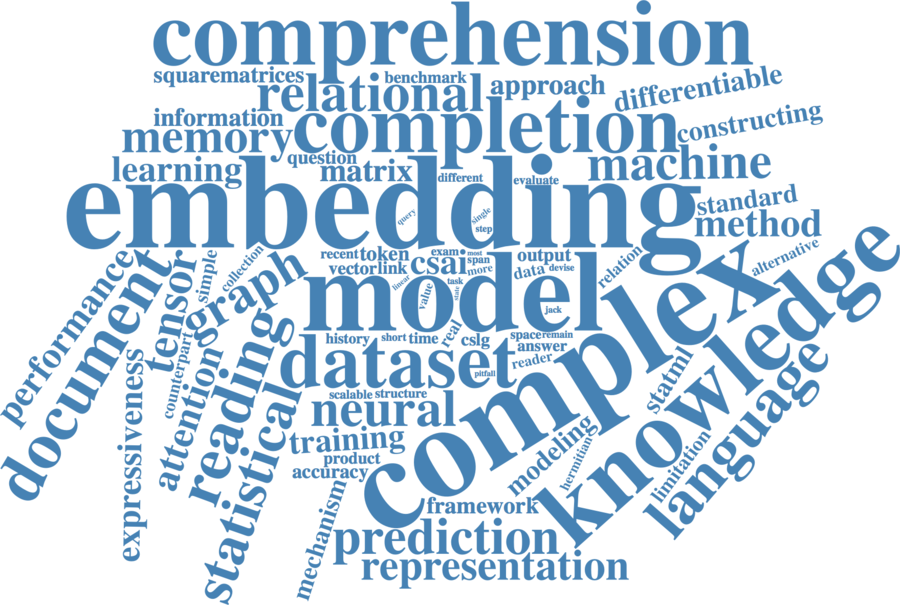 comprehension
squarematrices
benchmark
relational
approach
differentiable
information
memory
completion
constructing
question
learning
matrix
different
evaluate
machine
embedding
query
single
step
standard
method
recent
token
exam
most
span
more
output
relation
alternative
vector
link
csai
data
devise
linear
task
value
state
model
jack
performance
document
tensor
simple
collection
graph
complex
knowledge
history
short
time
real
cslg
space
remain
answer
reader
dataset
pitfall
counterpart
reading
attention
expressiveness
statistical
scalable
structure
neural
training
product
accuracy
mechanism
statml
language
modeling
hermitian
limitation
framework
prediction
representation